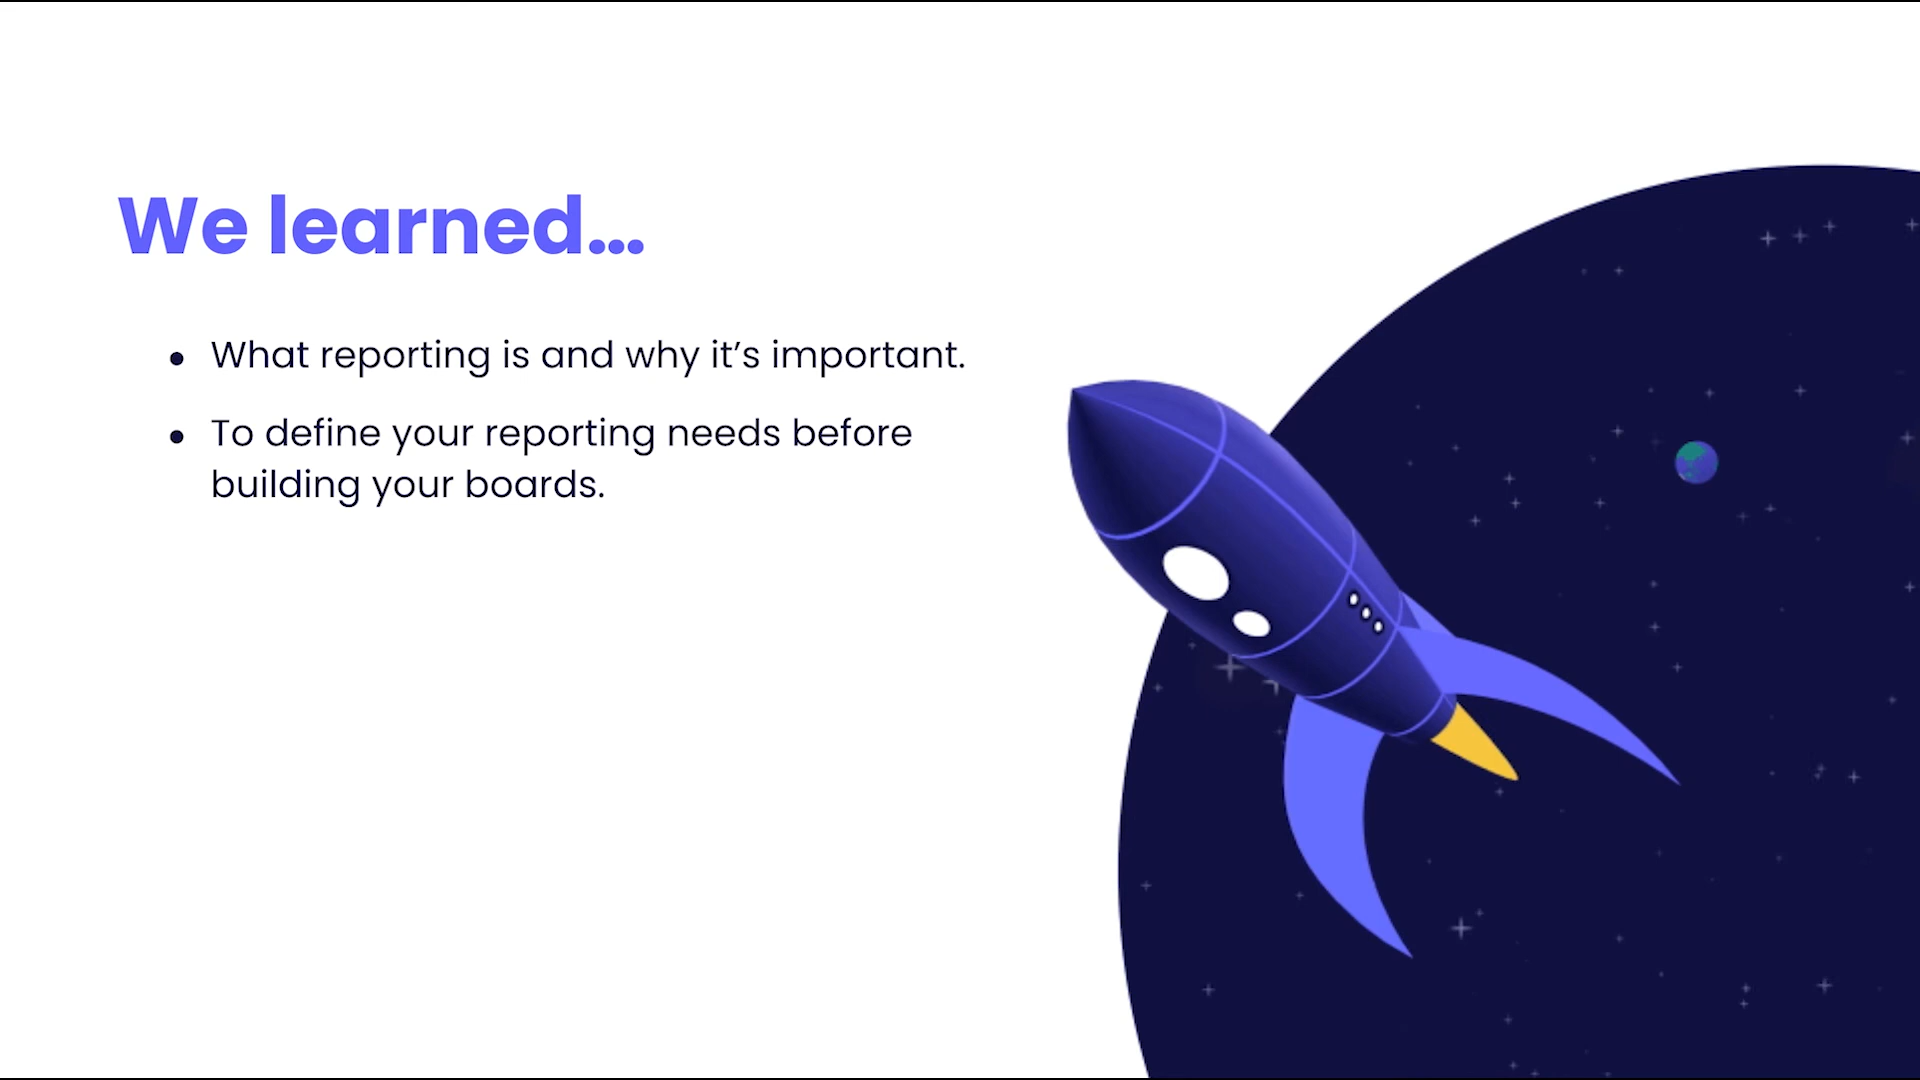 We learned...
● What reporting is and why it’s important.
● To define your reporting needs before
building your boards.